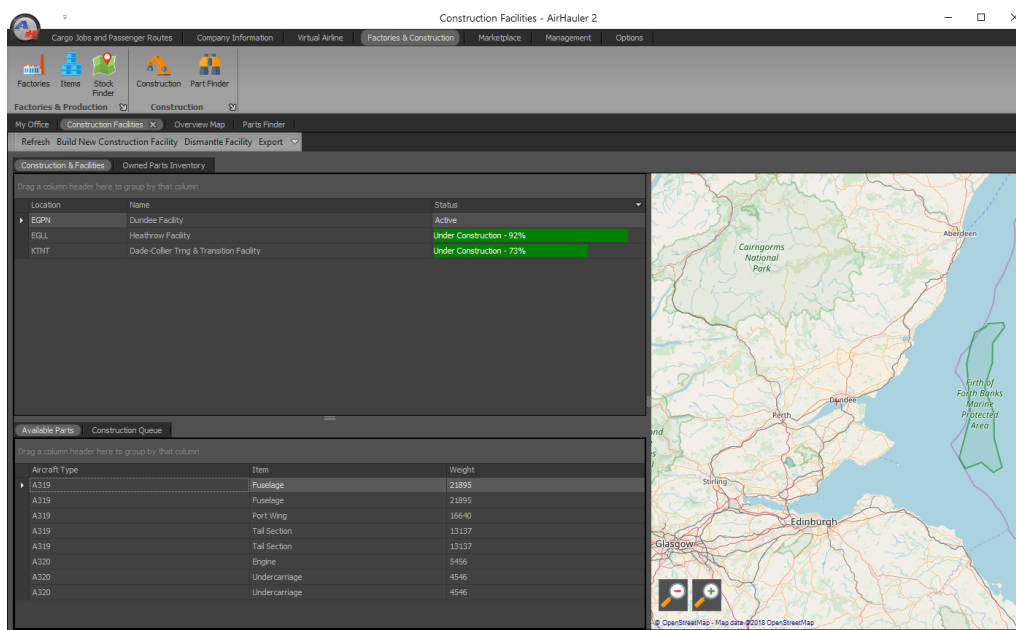 Construction Facilities - AirHauler 2
Cargo Jobs and Passenger Routes Company Information Virtual Airline Factories & Construction Marketplace Management Options
Factories Items Stock Finder Construction Part Finder
Factories & Production Construction
My Office Construction Facilities X Overview Map Parts Finder
Refresh Build New Construction Facility Dismantle Facility Export
Construction & Facilities Owned Parts Inventory
Drag a column header here to group by that column
Location Name Status
EGPN Dundee Facility Active
EGLL Heathrow Facility Under Construction - 92%
KTNT Dade-Collier Trng & Transition Facility Under Construction - 73%
Available Parts Construction Queue
Drag a column header here to group by that column
Aircraft Type Item Weight
A319 Fuselage 21895
A319 Fuselage 21895
A319 Port Wing 16640
A319 Tail Section 13137
A319 Tail Section 13137
A320 Engine 5456
A320 Undercarriage 4546
A320 Undercarriage 4546
Aberdeen
Cairngorms
National
Park
Firth of
Forth Banks
Marine
Protected
Area
Dundee
Perth
Stirling
Edinburgh
Glasgow
© OpenStreetMap - Map data ©2018 OpenStreetMap